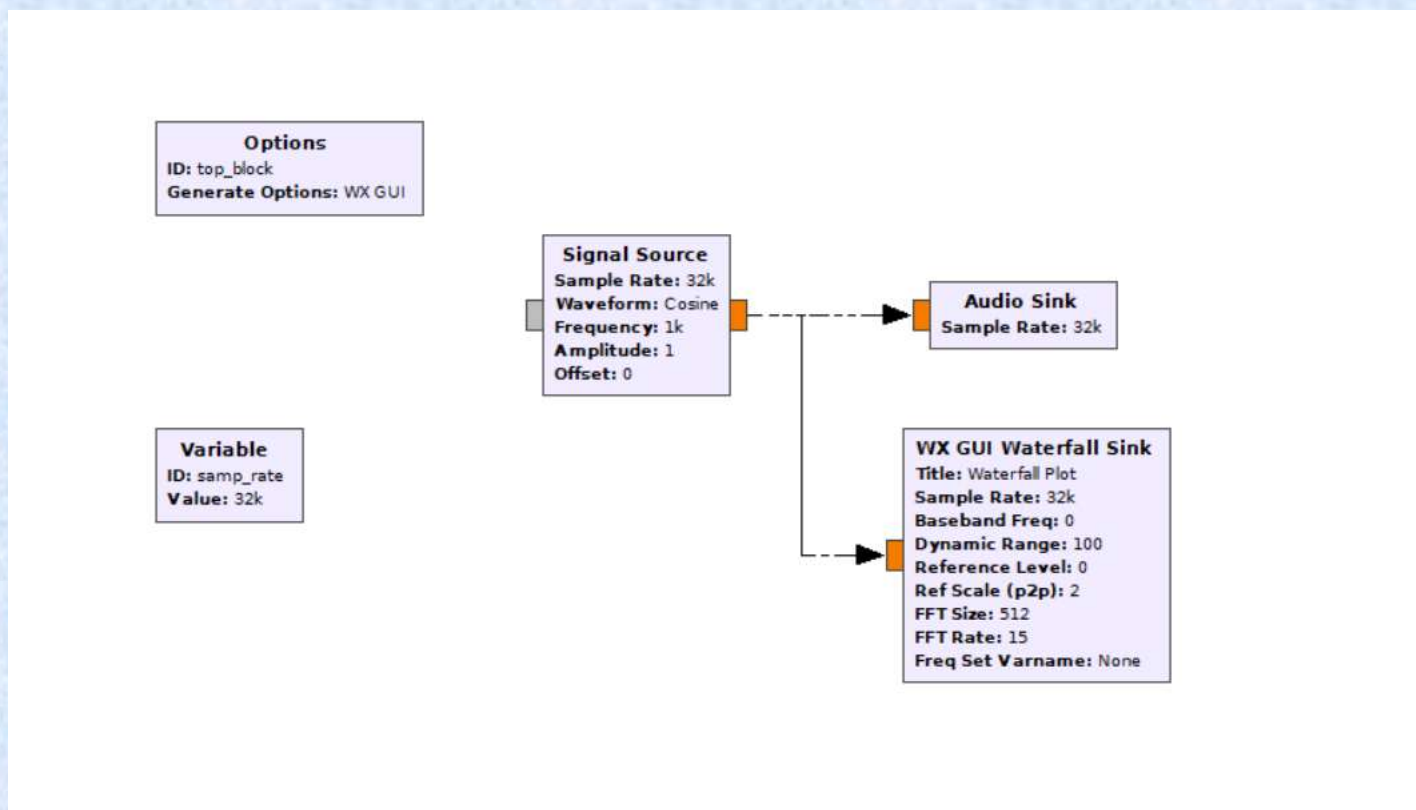 Options
ID: top_block
Generate Options: WX GUI
Signal Source
Sample Rate: 32k
Waveform: Cosine
Frequency: 1k
Amplitude: 1
Offset: 0
Audio Sink
Sample Rate: 32k
Variable
ID: samp_rate
Value: 32k
WX GUI Waterfall Sink
Title: Waterfall Plot
Sample Rate: 32k
Baseband Freq: 0
Dynamic Range: 100
Reference Level: 0
Ref Scale (p2p): 2
FFT Size: 512
FFT Rate: 15
Freq Set Varname: None